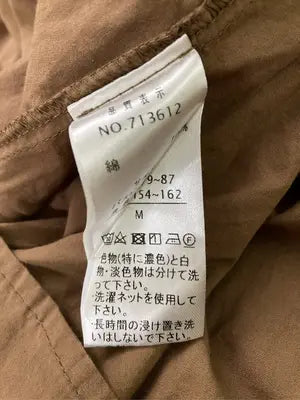 品質表示
NO.713612
綿
%
9~87
154~162
M
色物(特に濃色)と白
物・淡色物は分けて洗
って下さい。
・洗濯ネットを使用して
下さい。
・長時間の浸け置き洗
いはしないで下さい。